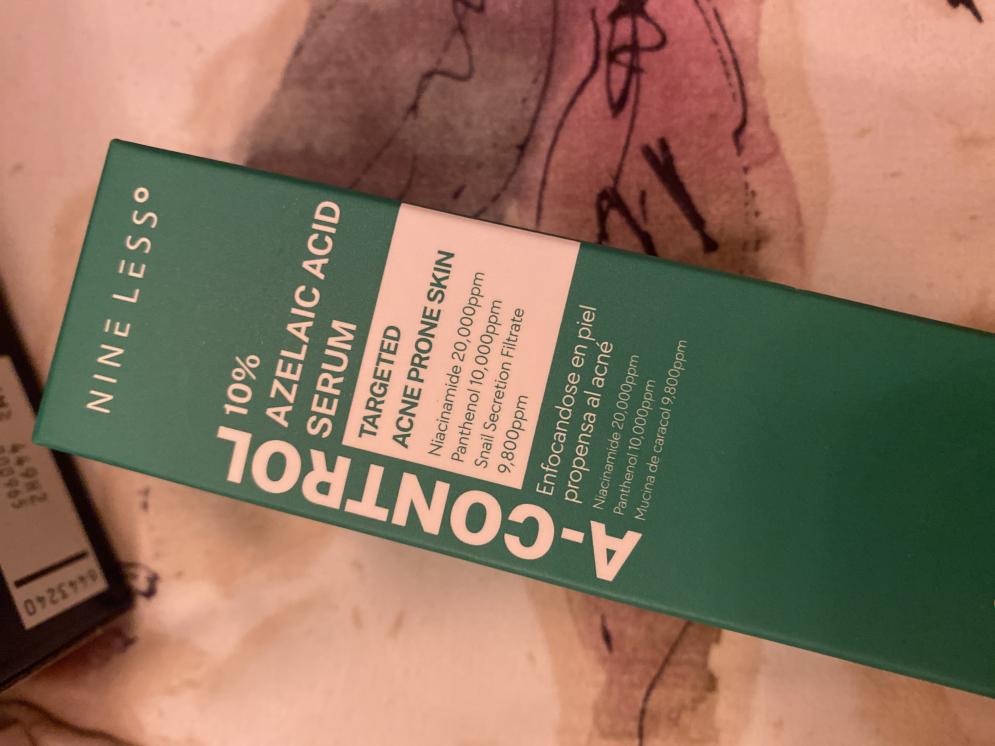 NINE LESS°
10%
AZELAIC ACID
SERUM
A-CONTROL
TARGETED
ACNE PRONE SKIN
Niacinamide 20,000ppm
Panthenol 10,000ppm
Snail Secretion Filtrate
9,800ppm
Enfocandose en piel
propensa al acné
Niacinamide 20,000ppm
Panthenol 10,000ppm
Mucina de caracol 9,800ppm